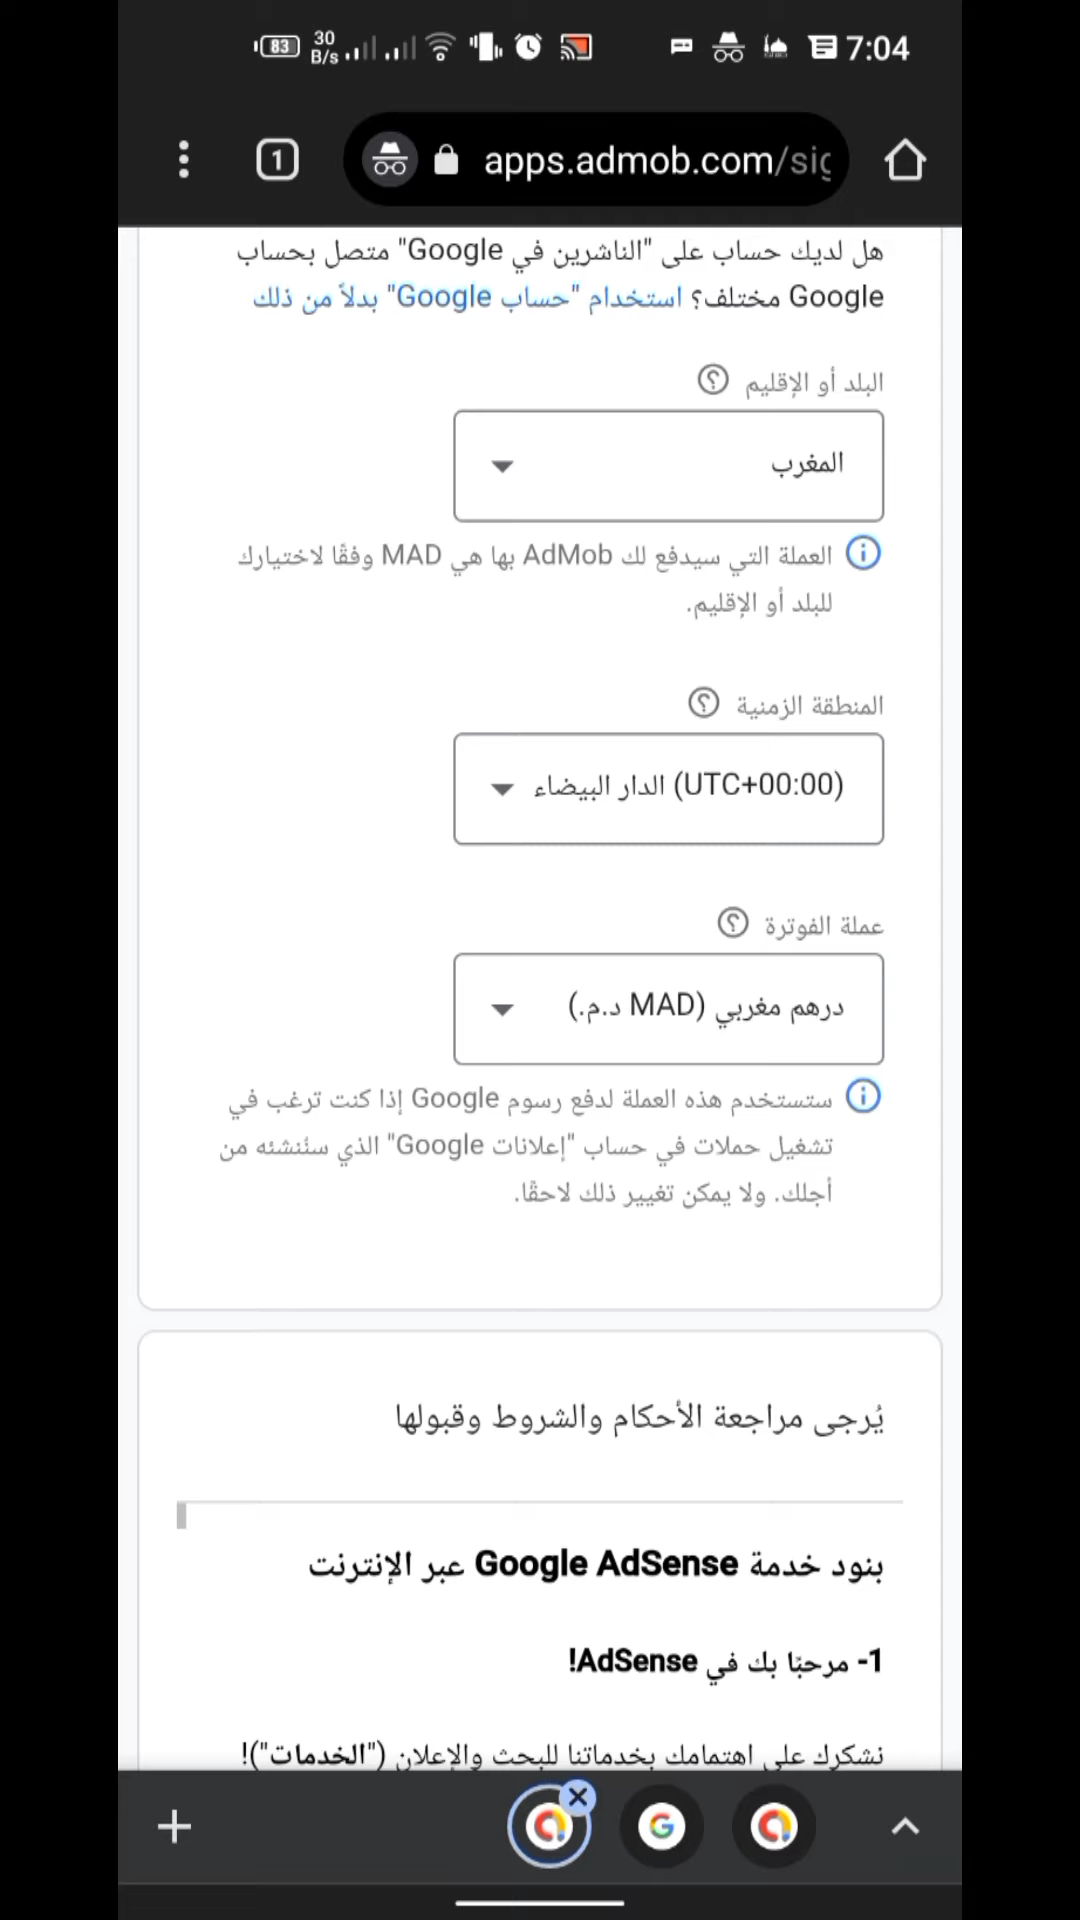 83
30
B/s
7:04
1
apps.admob.com/sig
هل لديك حساب على "الناشرين في Google" متصل بحساب
Google مختلف؟ استخدام "حساب Google" بدلاً من ذلك
البلد أو الإقليم
المغرب
العملة التي سيدفع لك AdMob بها هي MAD وفقًا لاختيارك
للبلد أو الإقليم.
المنطقة الزمنية
(UTC+00:00) الدار البيضاء
عملة الفوترة
درهم مغربي (MAD د.م.)
ستستخدم هذه العملة لدفع رسوم Google إذا كنت ترغب في
تشغيل حملات في حساب "إعلانات Google" الذي سنُنشئه من
أجلك. ولا يمكن تغيير ذلك لاحقًا.
يُرجى مراجعة الأحكام والشروط وقبولها
بنود خدمة Google AdSense عبر الإنترنت
1- مرحبًا بك في AdSense!
نشكرك على اهتمامك بخدماتنا للبحث والإعلان ("الخدمات")!